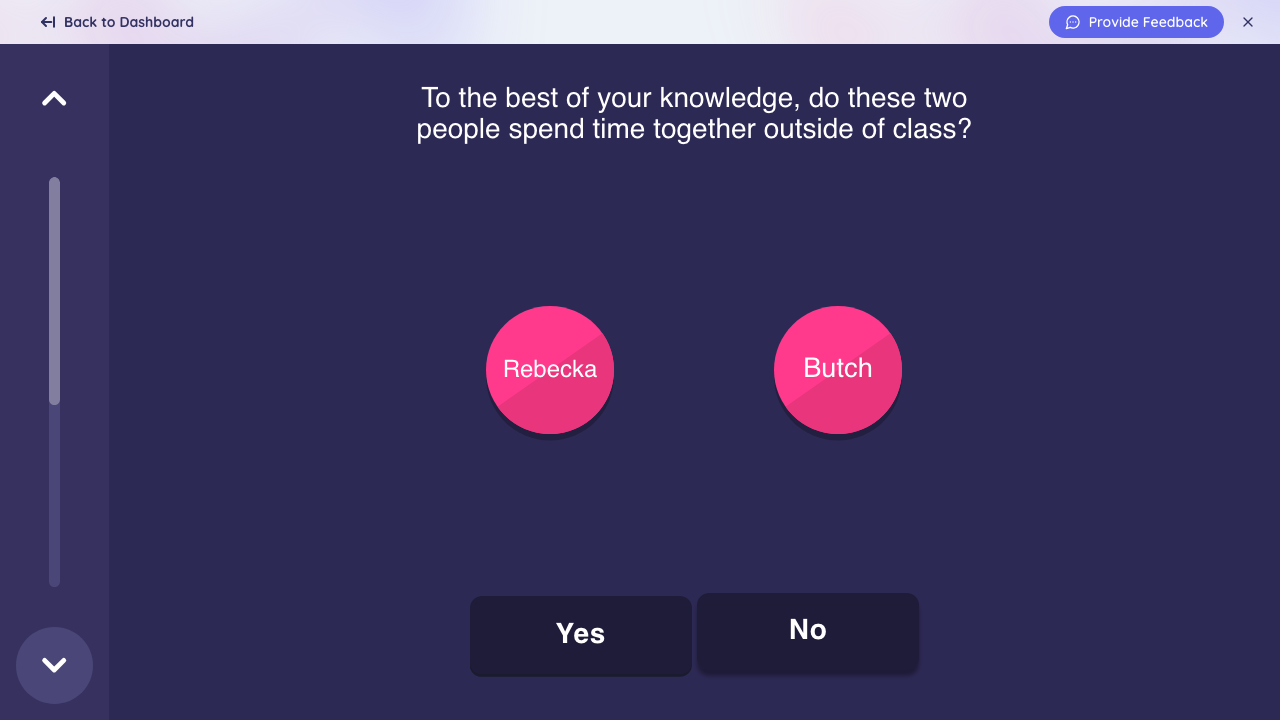 Back to Dashboard
Provide Feedback
To the best of your knowledge, do these two
people spend time together outside of class?
Rebecka
Butch
Yes
No